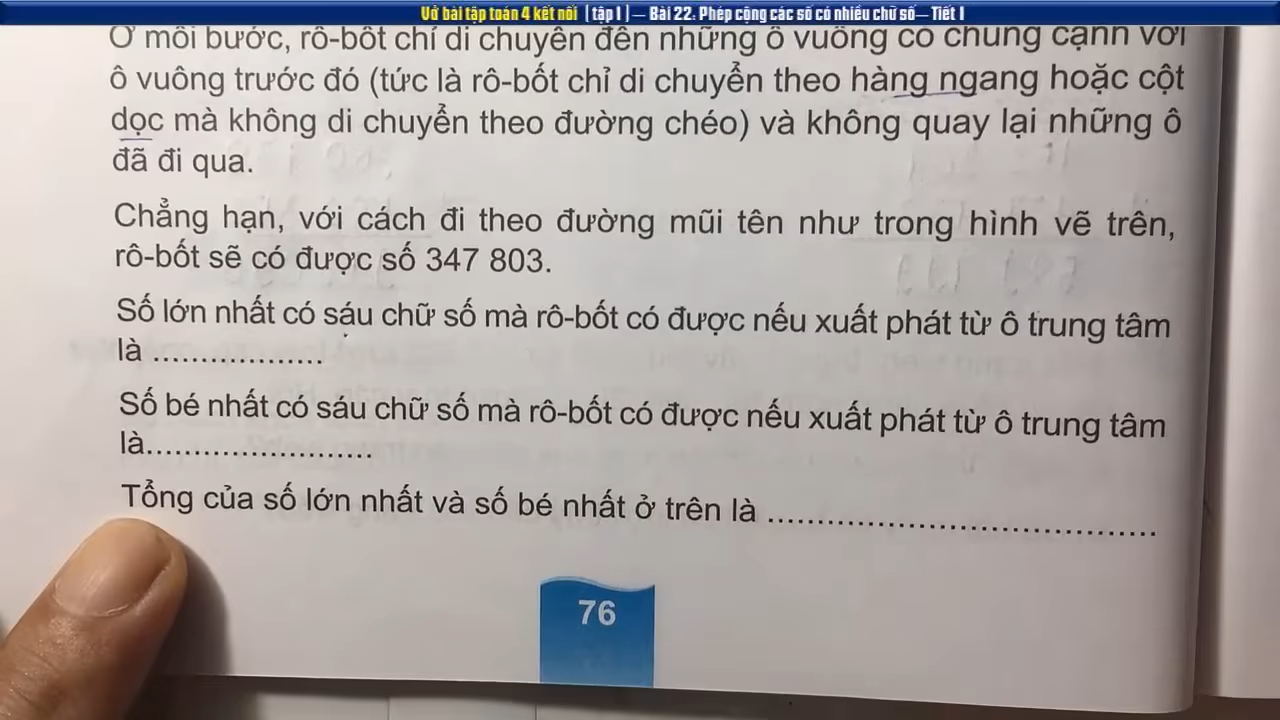 Vở bài tập toán 4 kết nối (tập 1) – Bài 22: Phép cộng các số có nhiều chữ số – Tiết 1
Ở mỗi bước, rô-bốt chỉ di chuyển đến những ô vuông có chung cạnh với
ô vuông trước đó (tức là rô-bốt chỉ di chuyển theo hàng ngang hoặc cột
dọc mà không di chuyển theo đường chéo) và không quay lại những ô
đã đi qua.
Chẳng hạn, với cách đi theo đường mũi tên như trong hình vẽ trên,
rô-bốt sẽ có được số 347 803.
Số lớn nhất có sáu chữ số mà rô-bốt có được nếu xuất phát từ ô trung tâm
là .................
Số bé nhất có sáu chữ số mà rô-bốt có được nếu xuất phát từ ô trung tâm
là.......................
Tổng của số lớn nhất và số bé nhất ở trên là .......................................
76